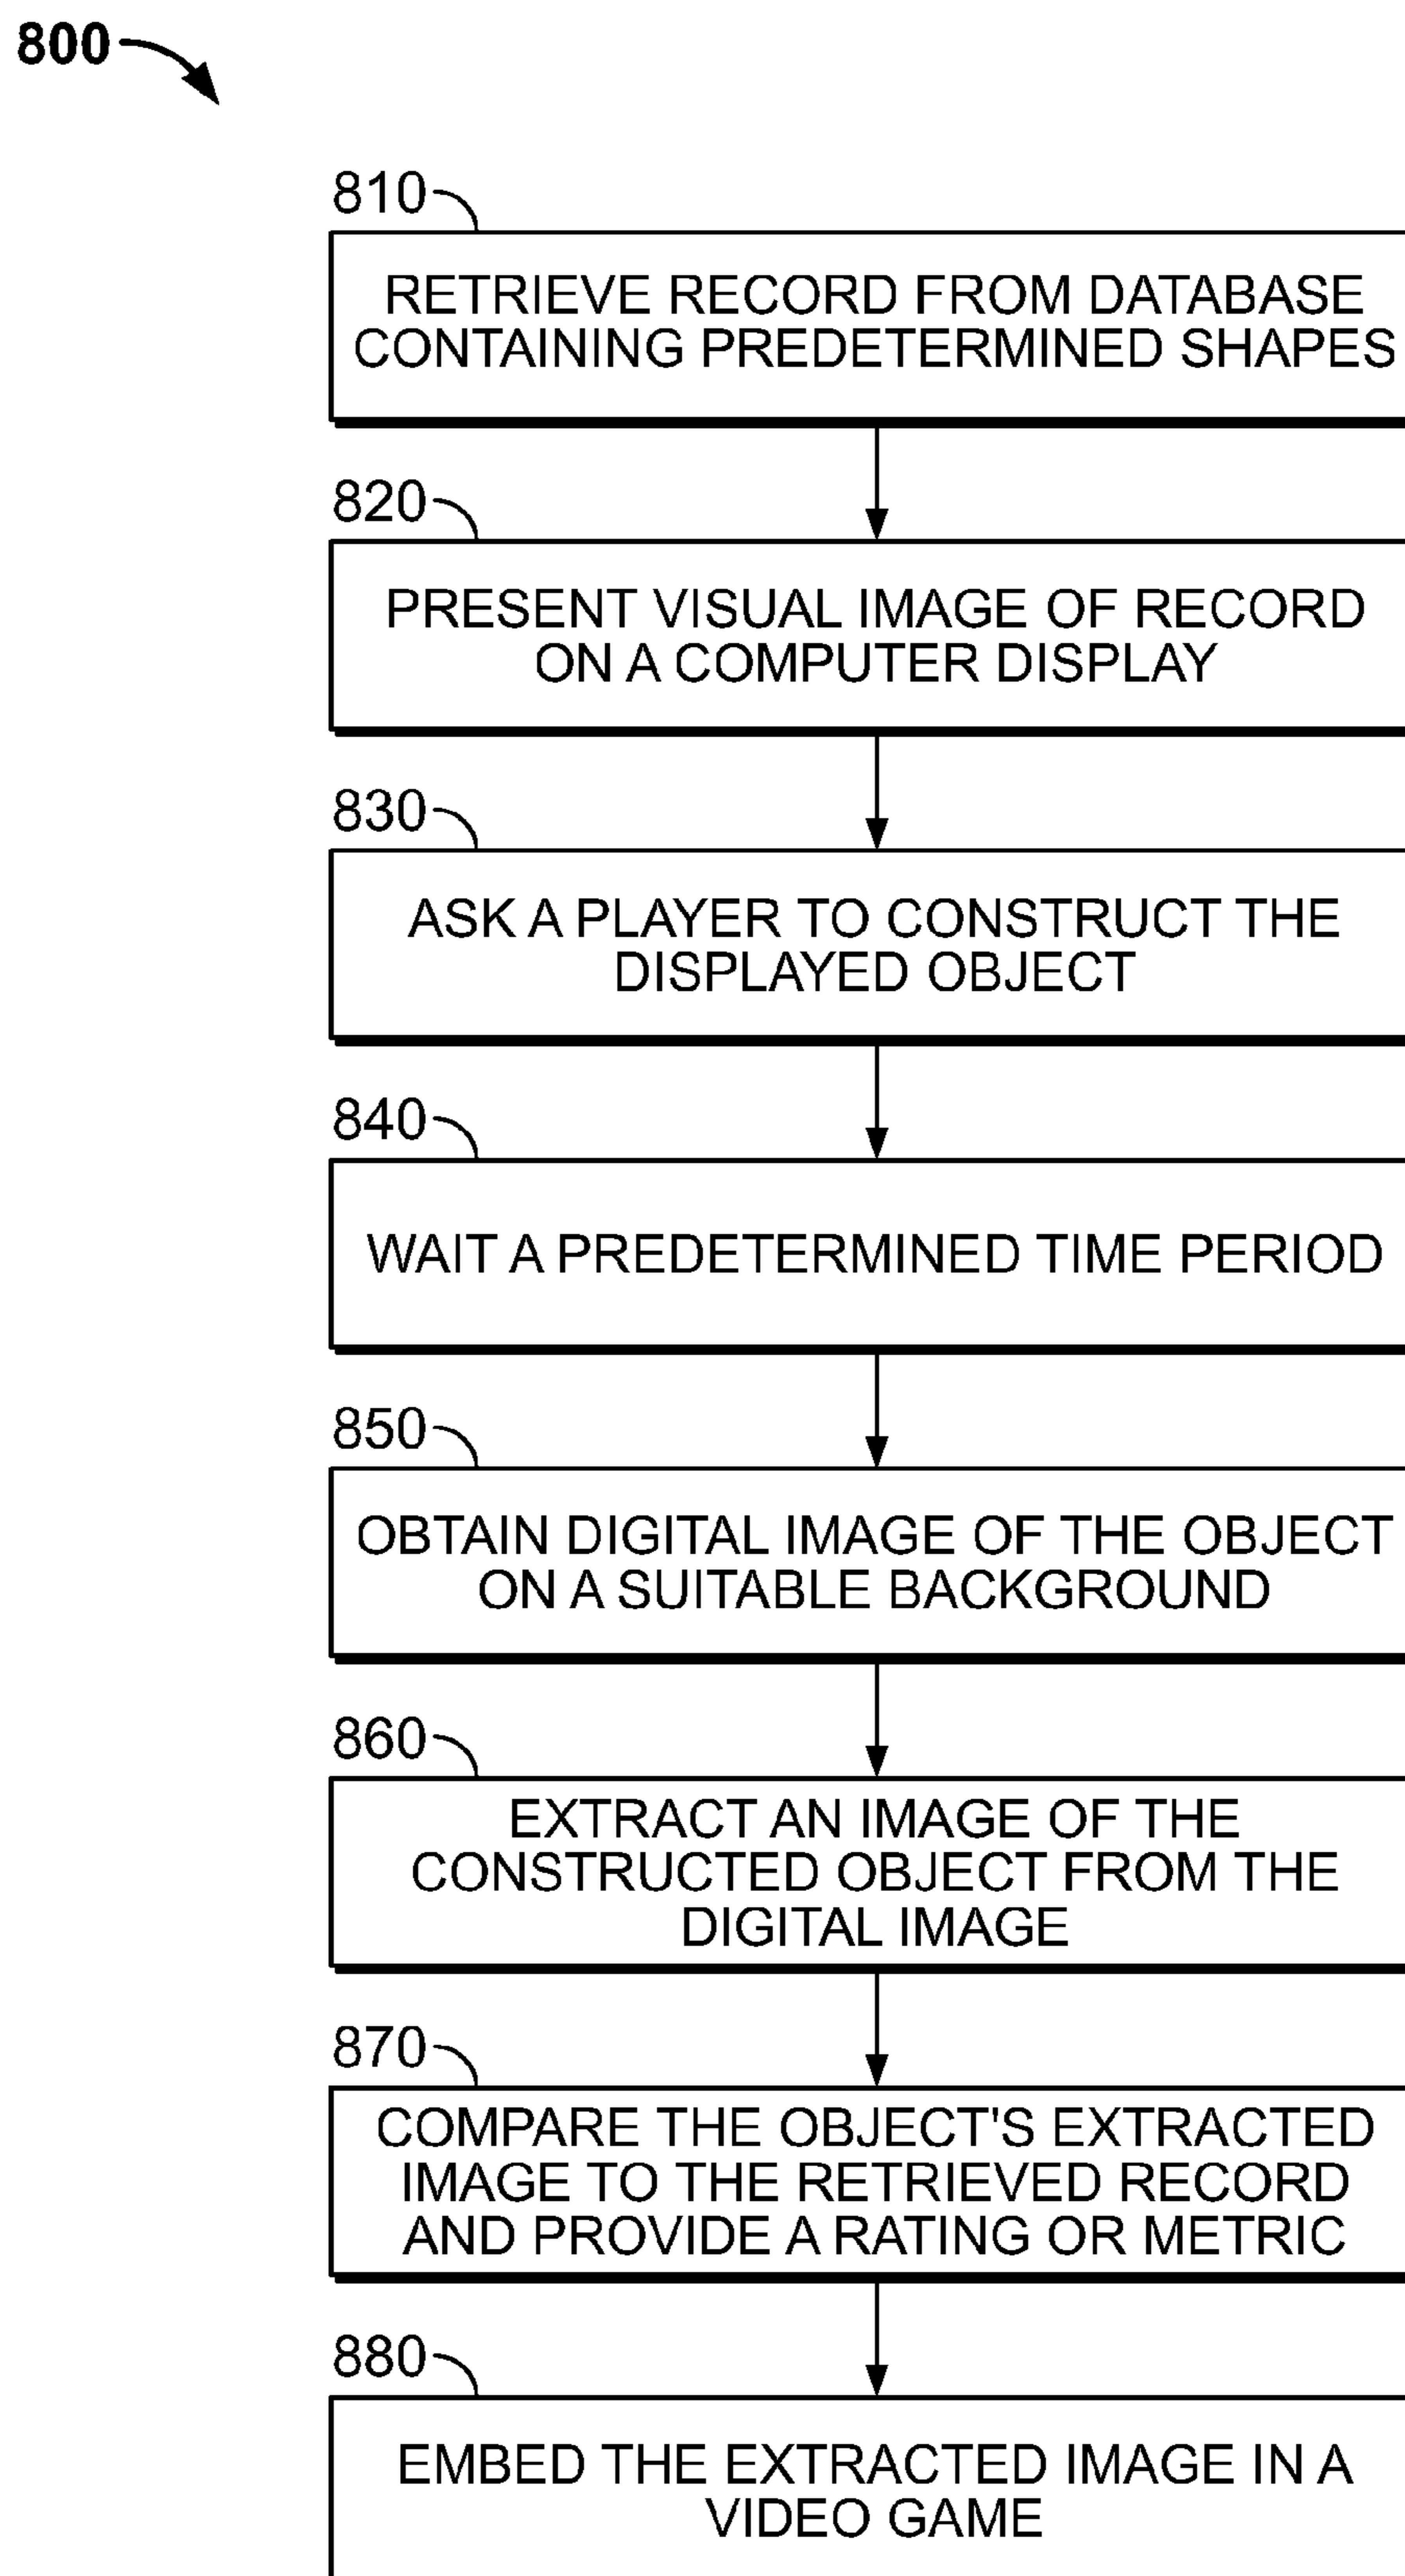 800
810
RETRIEVE RECORD FROM DATABASE
CONTAINING PREDETERMINED SHAPES
820
PRESENT VISUAL IMAGE OF RECORD
ON A COMPUTER DISPLAY
830
ASK A PLAYER TO CONSTRUCT THE
DISPLAYED OBJECT
840
WAIT A PREDETERMINED TIME PERIOD
850
OBTAIN DIGITAL IMAGE OF THE OBJECT
ON A SUITABLE BACKGROUND
860
EXTRACT AN IMAGE OF THE
CONSTRUCTED OBJECT FROM THE
DIGITAL IMAGE
870
COMPARE THE OBJECT'S EXTRACTED
IMAGE TO THE RETRIEVED RECORD
AND PROVIDE A RATING OR METRIC
880
EMBED THE EXTRACTED IMAGE IN A
VIDEO GAME